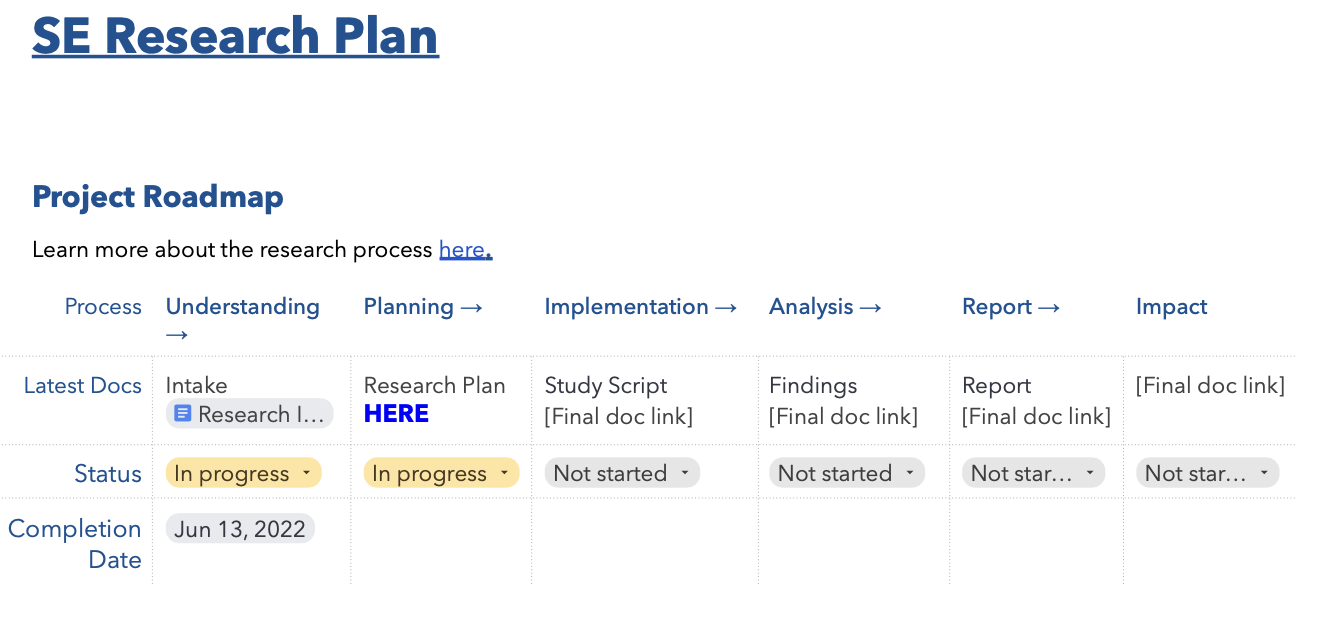 SE Research Plan
Project Roadmap
Learn more about the research process here.
Process Understanding → Planning → Implementation → Analysis → Report → Impact
Latest Docs Intake Research Plan Study Script Findings Report [Final doc link]
Research I... HERE [Final doc link] [Final doc link] [Final doc link]
Status In progress In progress Not started Not started Not star... Not star...
Completion Date Jun 13, 2022